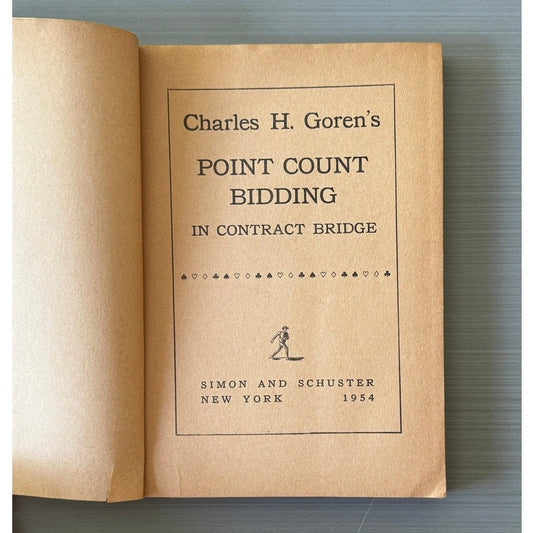 Charles H. Goren's
POINT COUNT
BIDDING
IN CONTRACT BRIDGE
♠♡♢♣♠♡♢♣♠♡♢♣♠♡♢♣♠♡♢♣
SIMON AND SCHUSTER
NEW YORK 1954